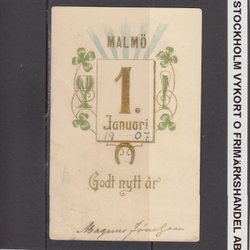 MALMÖ
1.
Januari
19 07
Godt nytt år
Magnus Jönsson
STOCKHOLM VYKORT O FRIMÄRKSHANDEL AB